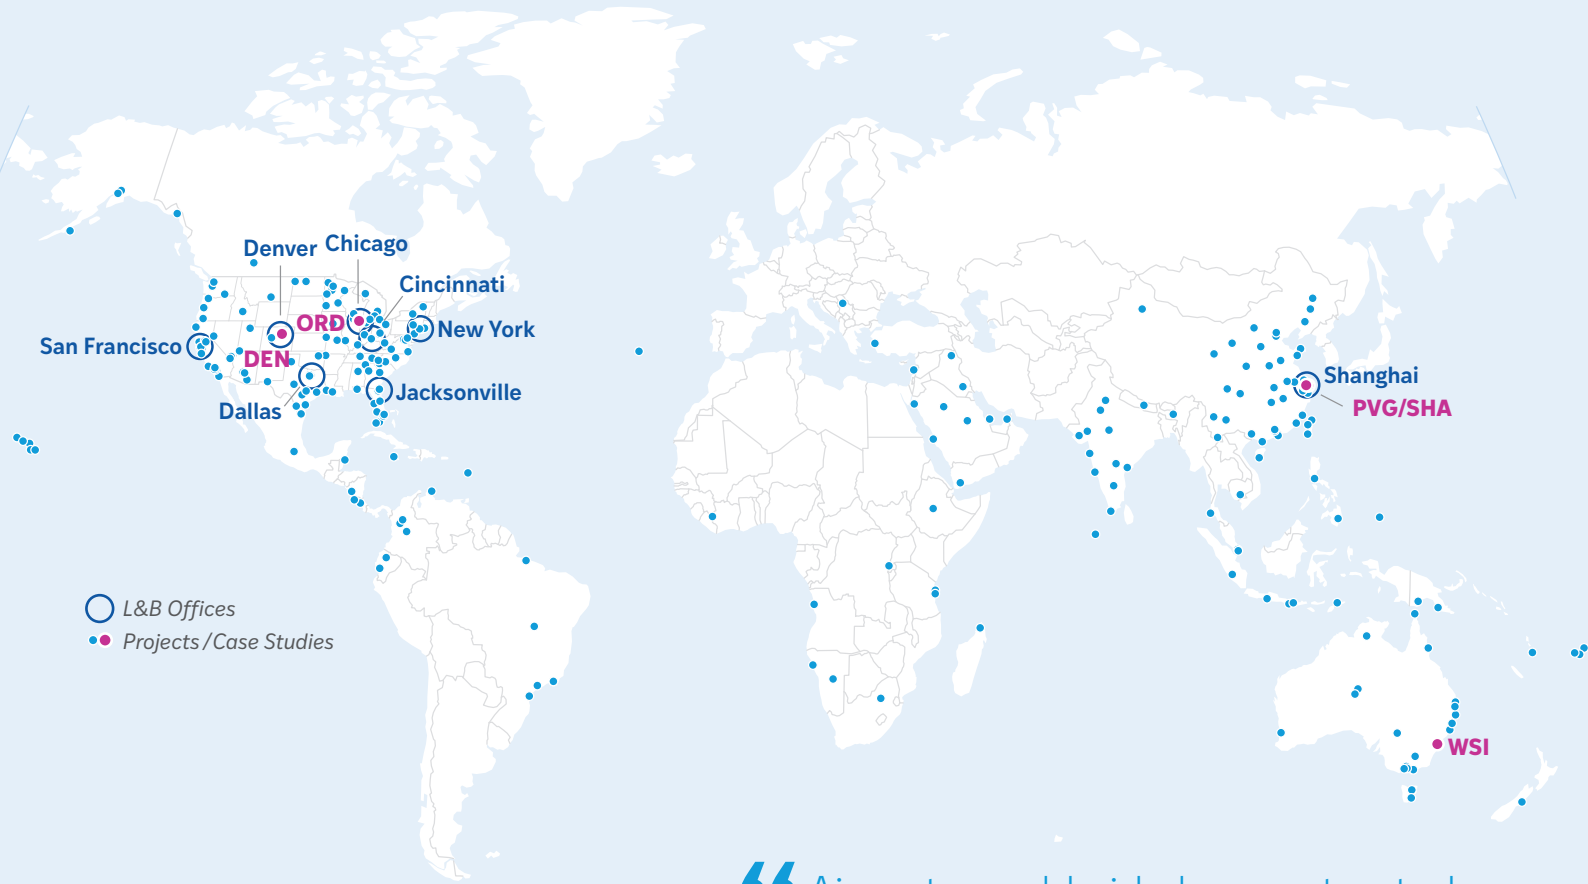 Denver
Chicago
Cincinnati
ORD
New York
San Francisco
DEN
Shanghai
Jacksonville
PVG/SHA
Dallas
L&B Offices
Projects/Case Studies
WSI